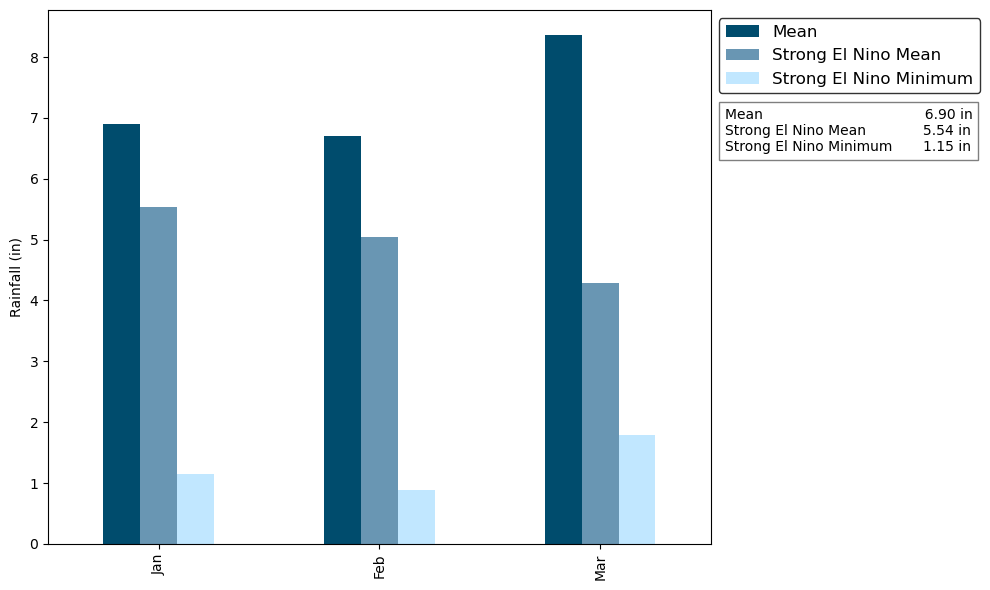 Mean
Strong El Nino Mean
Strong El Nino Minimum
Mean 6.90 in
Strong El Nino Mean 5.54 in
Strong El Nino Minimum 1.15 in
Rainfall (in)
8
7
6
5
4
3
2
1
0
Jan
Feb
Mar